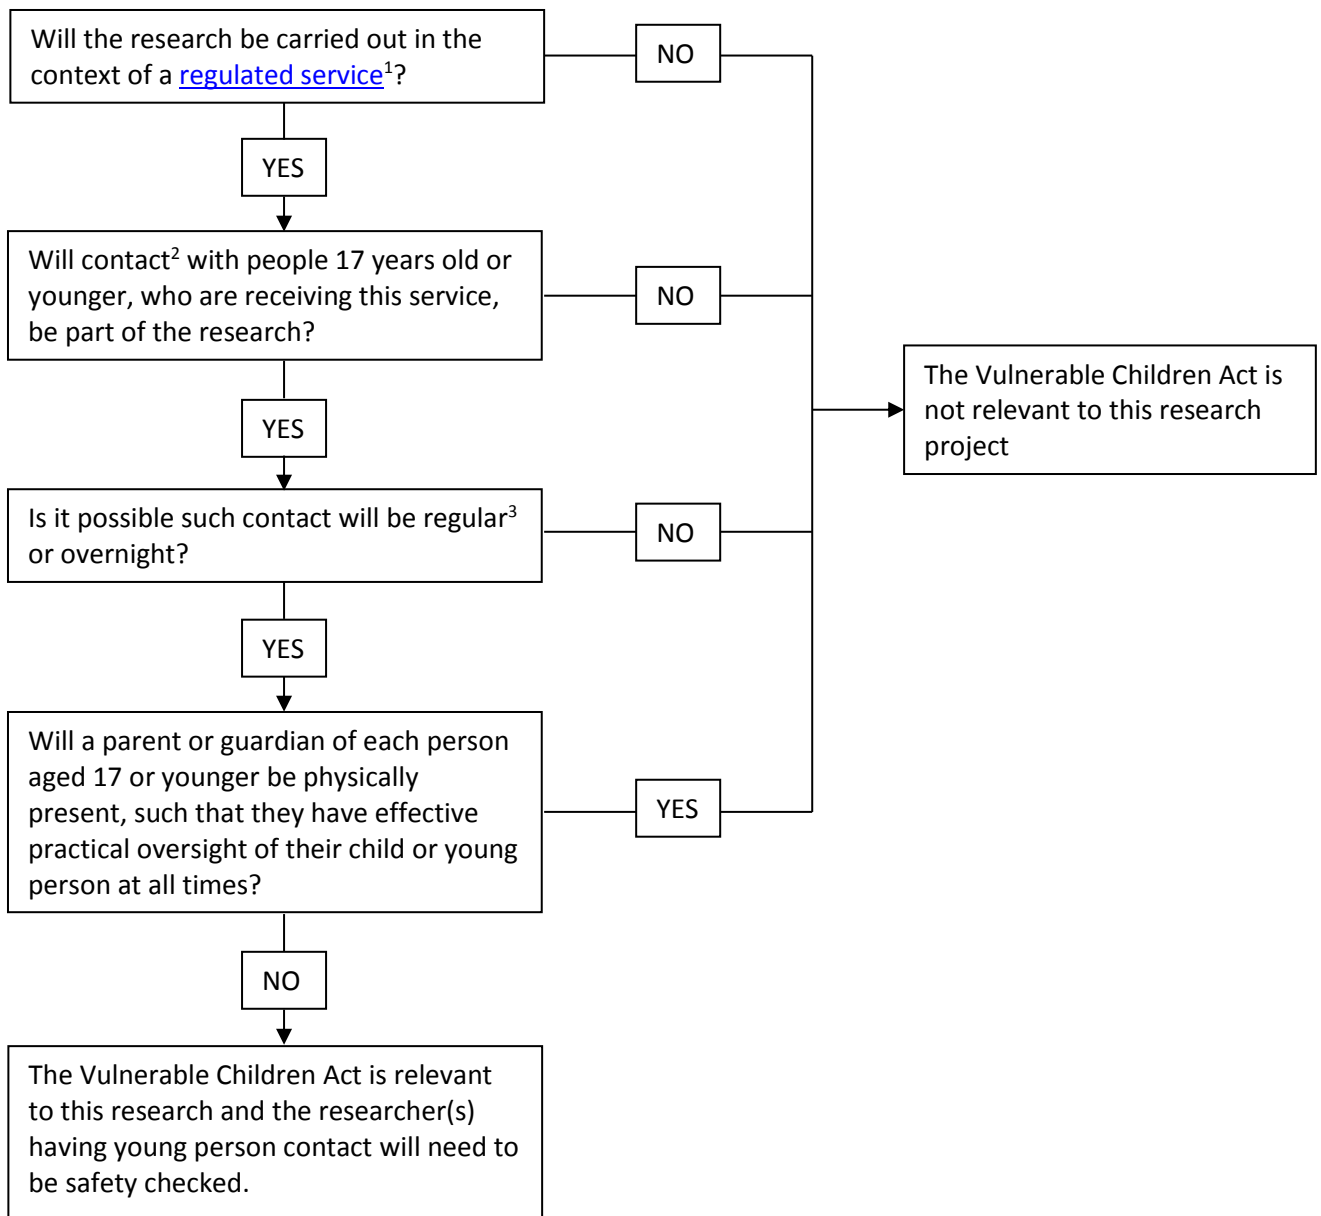 Will the research be carried out in the
context of a regulated service1?
NO
YES
Will contact2 with people 17 years old or
younger, who are receiving this service,
be part of the research?
NO
The Vulnerable Children Act is
not relevant to this research
project
YES
Is it possible such contact will be regular3
or overnight?
NO
YES
Will a parent or guardian of each person
aged 17 or younger be physically
present, such that they have effective
practical oversight of their child or young
person at all times?
YES
NO
The Vulnerable Children Act is relevant
to this research and the researcher(s)
having young person contact will need to
be safety checked.